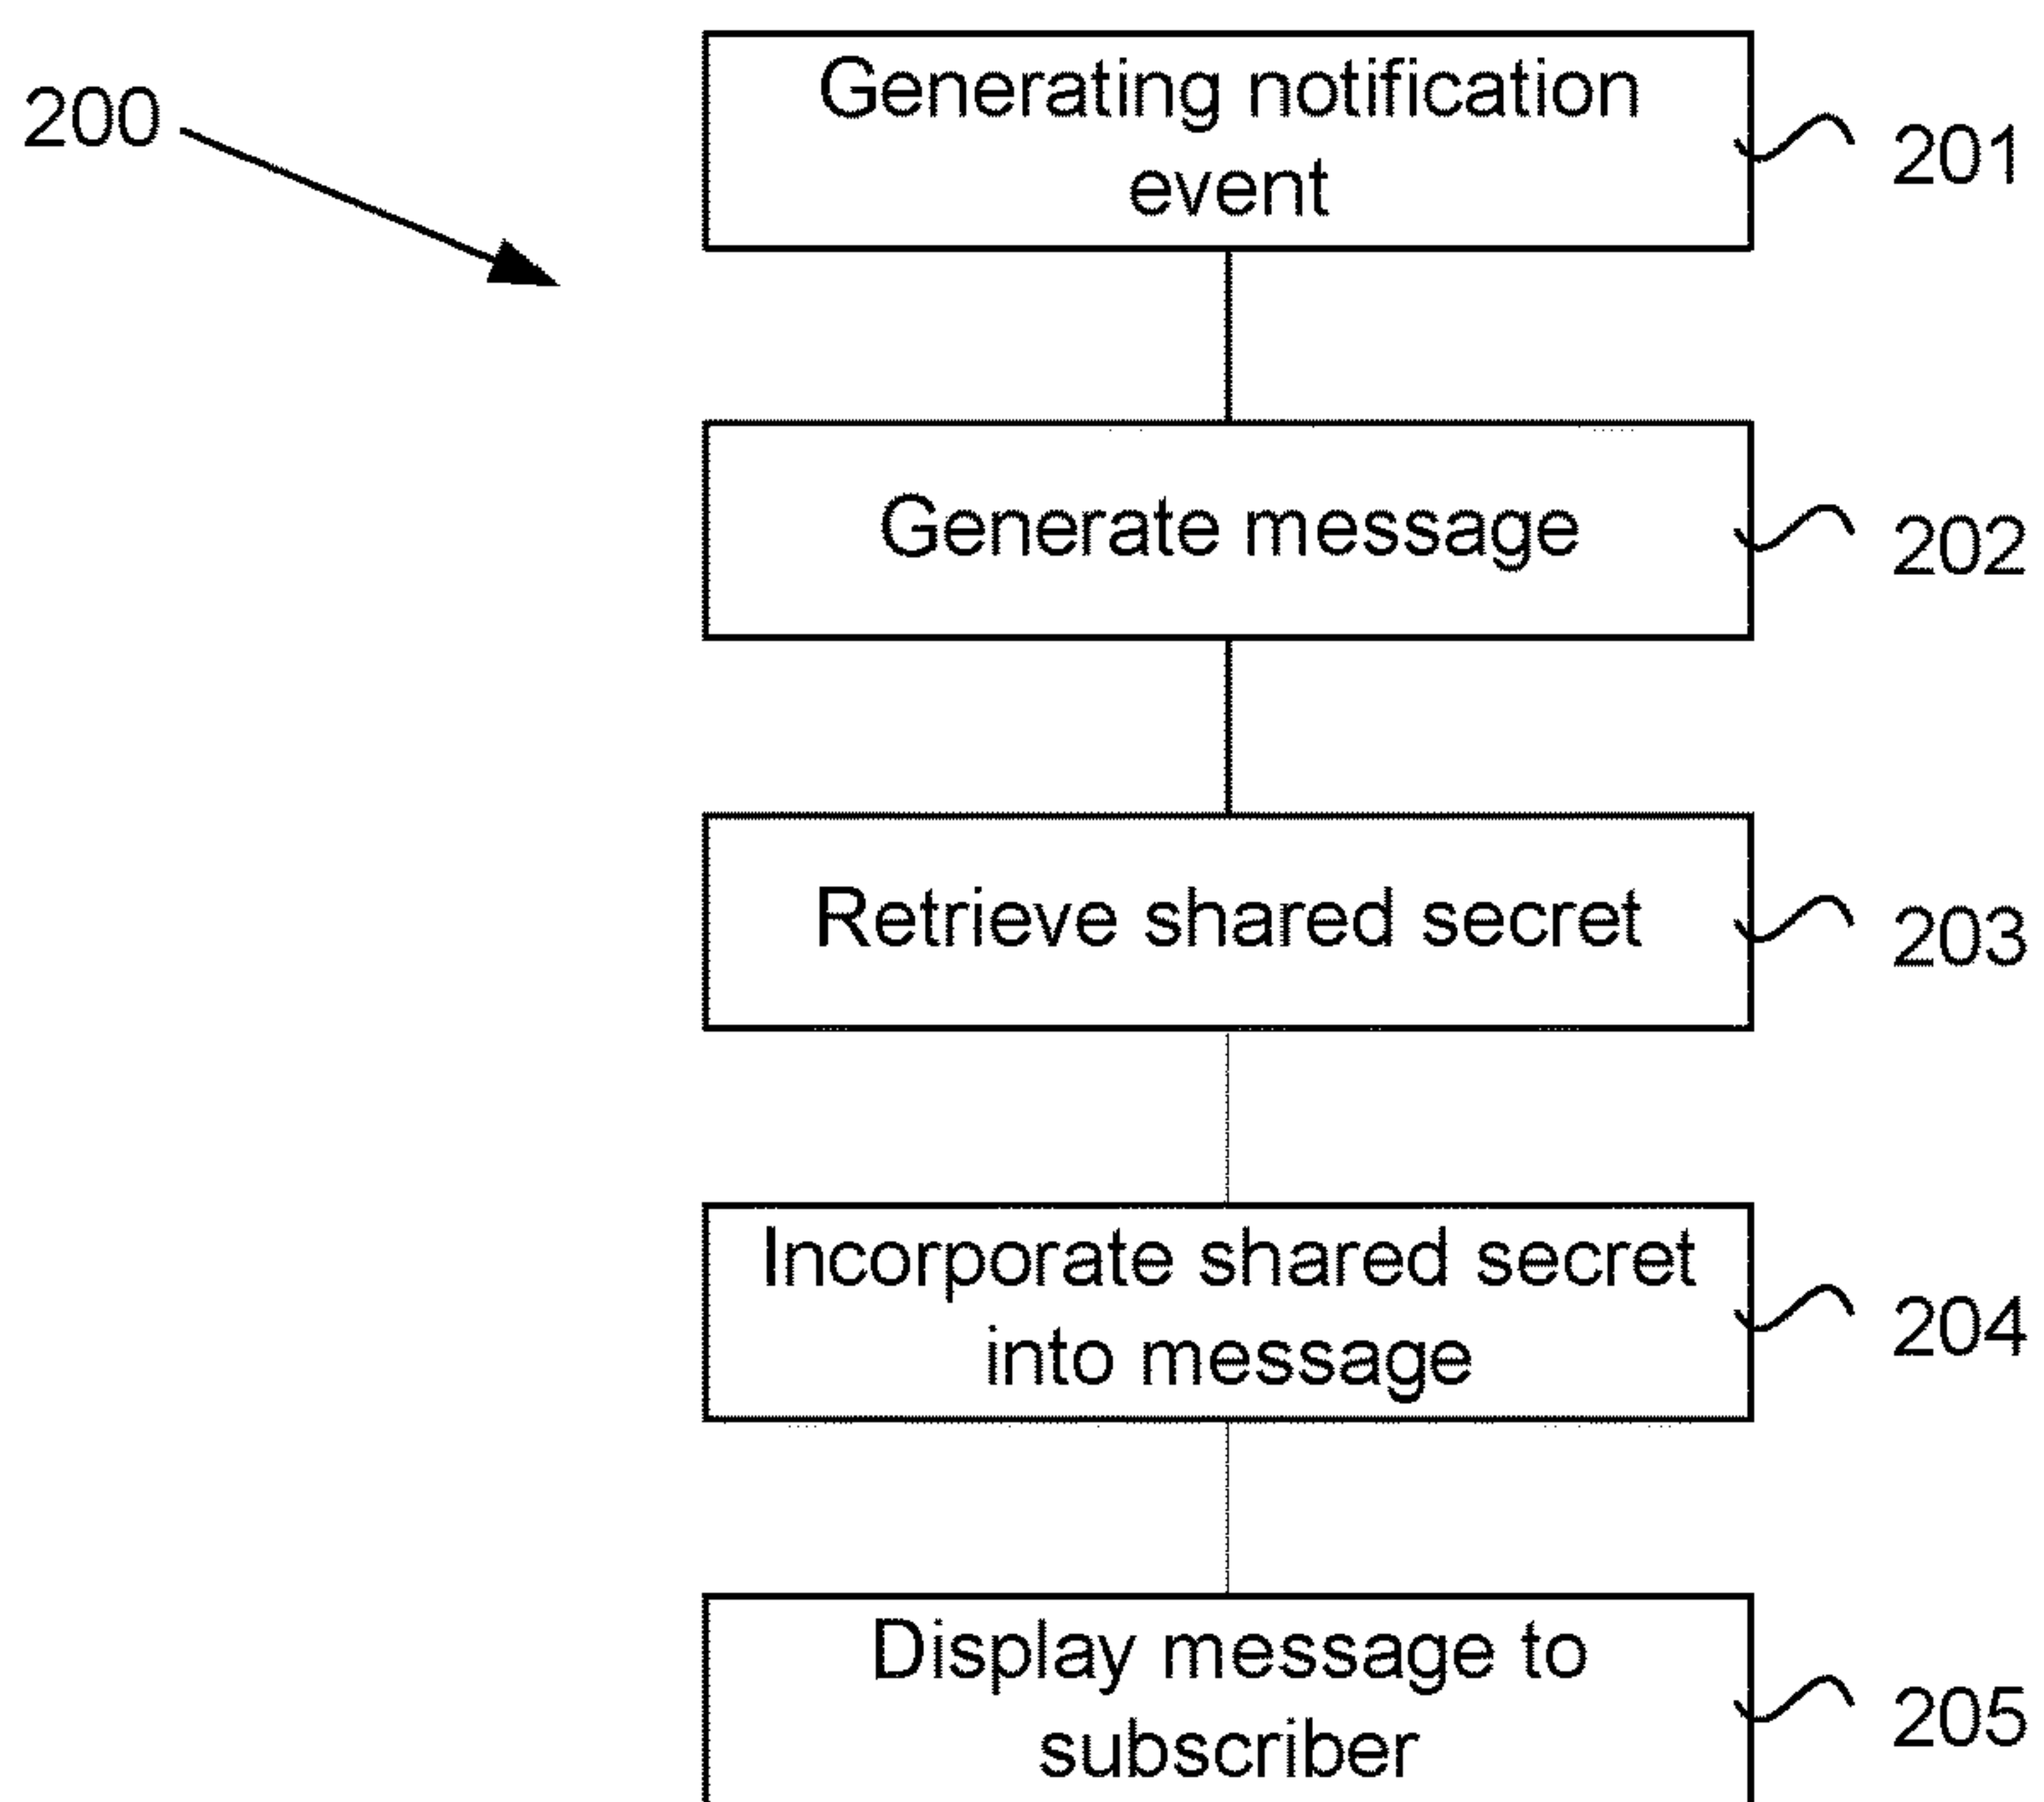 200
Generating notification
event
201
Generate message
202
Retrieve shared secret
203
Incorporate shared secret
into message
204
Display message to
subscriber
205